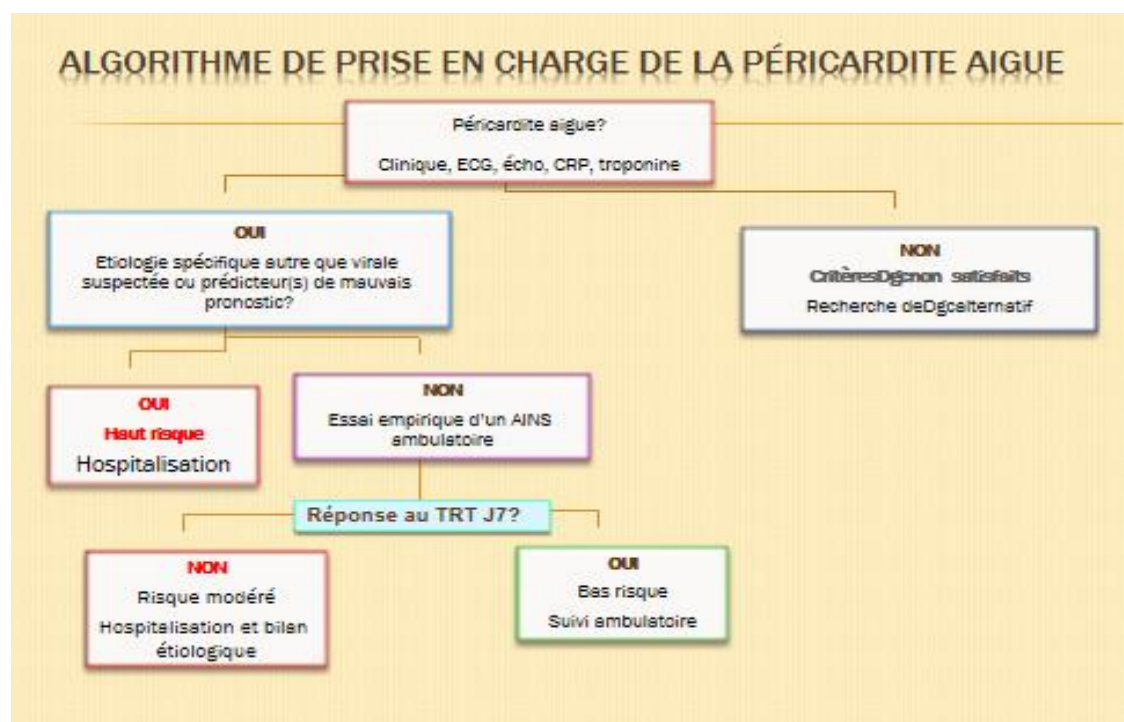 ALGORITHME DE PRISE EN CHARGE DE LA PÉRICARDITE AIGUE
Péricardite aigue?
Clinique, ECG, écho, CRP, troponine
OUI
Etiologie spécifique autre que virale
suspectée ou prédicteur(s) de mauvais
pronostic?
NON
CritèresDgcnon satisfaits
Recherche deDgcalternatif
OUI
Haut risque
Hospitalisation
NON
Essai empirique d'un AINS
ambulatoire
Réponse au TRT J7?
NON
Risque modéré
Hospitalisation et bilan
étiologique
OUI
Bas risque
Suivi ambulatoire